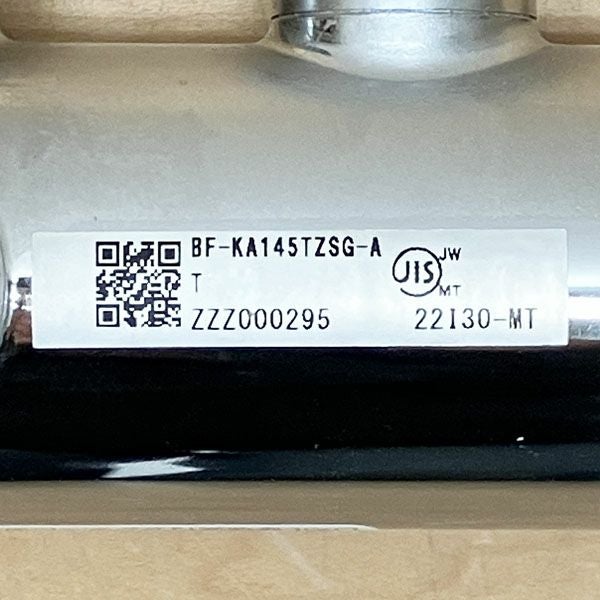 BF-KA145TZSG-A
T
ZZZ000295
JIS
JW
MT
22I30-MT